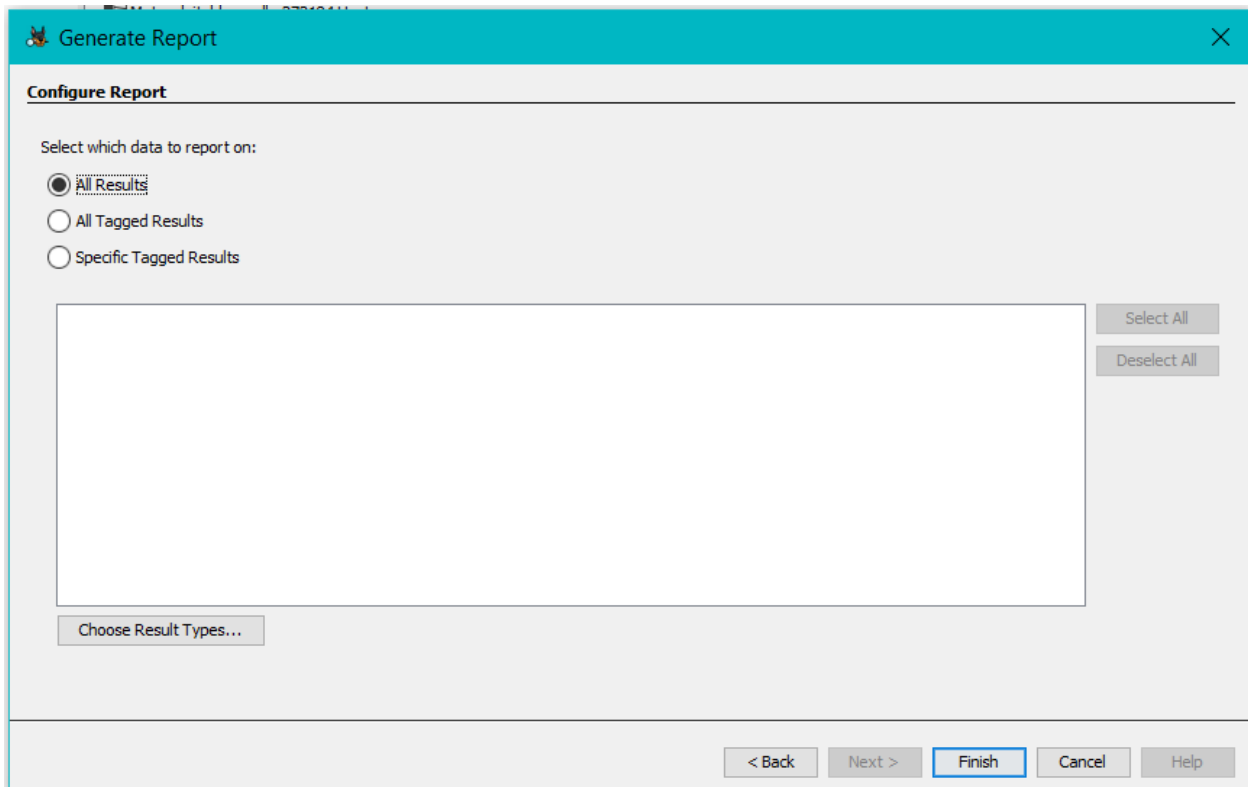 Generate Report
Configure Report
Select which data to report on:
All Results
All Tagged Results
Specific Tagged Results
Select All
Deselect All
Choose Result Types...
< Back Next > Finish Cancel Help